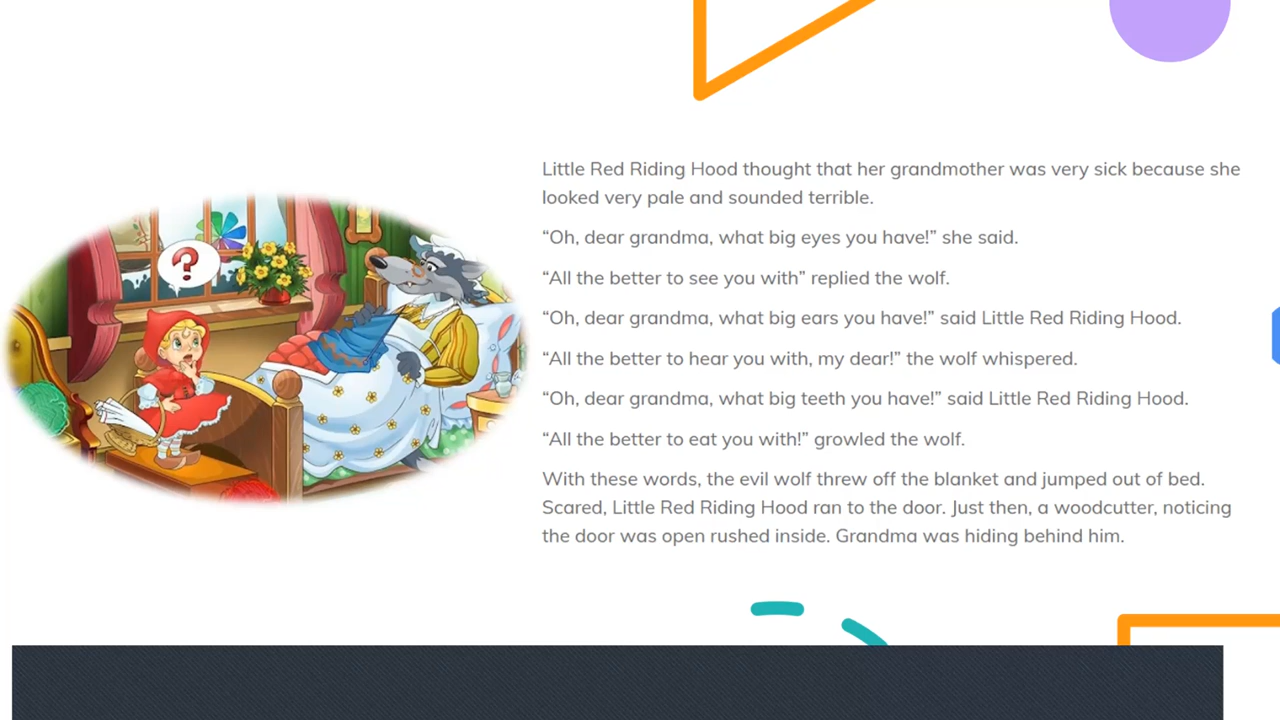 ?
Little Red Riding Hood thought that her grandmother was very sick because she
looked very pale and sounded terrible.
“Oh, dear grandma, what big eyes you have!” she said.
“All the better to see you with” replied the wolf.
“Oh, dear grandma, what big ears you have!” said Little Red Riding Hood.
“All the better to hear you with, my dear!” the wolf whispered.
“Oh, dear grandma, what big teeth you have!” said Little Red Riding Hood.
“All the better to eat you with!” growled the wolf.
With these words, the evil wolf threw off the blanket and jumped out of bed.
Scared, Little Red Riding Hood ran to the door. Just then, a woodcutter, noticing
the door was open rushed inside. Grandma was hiding behind him.